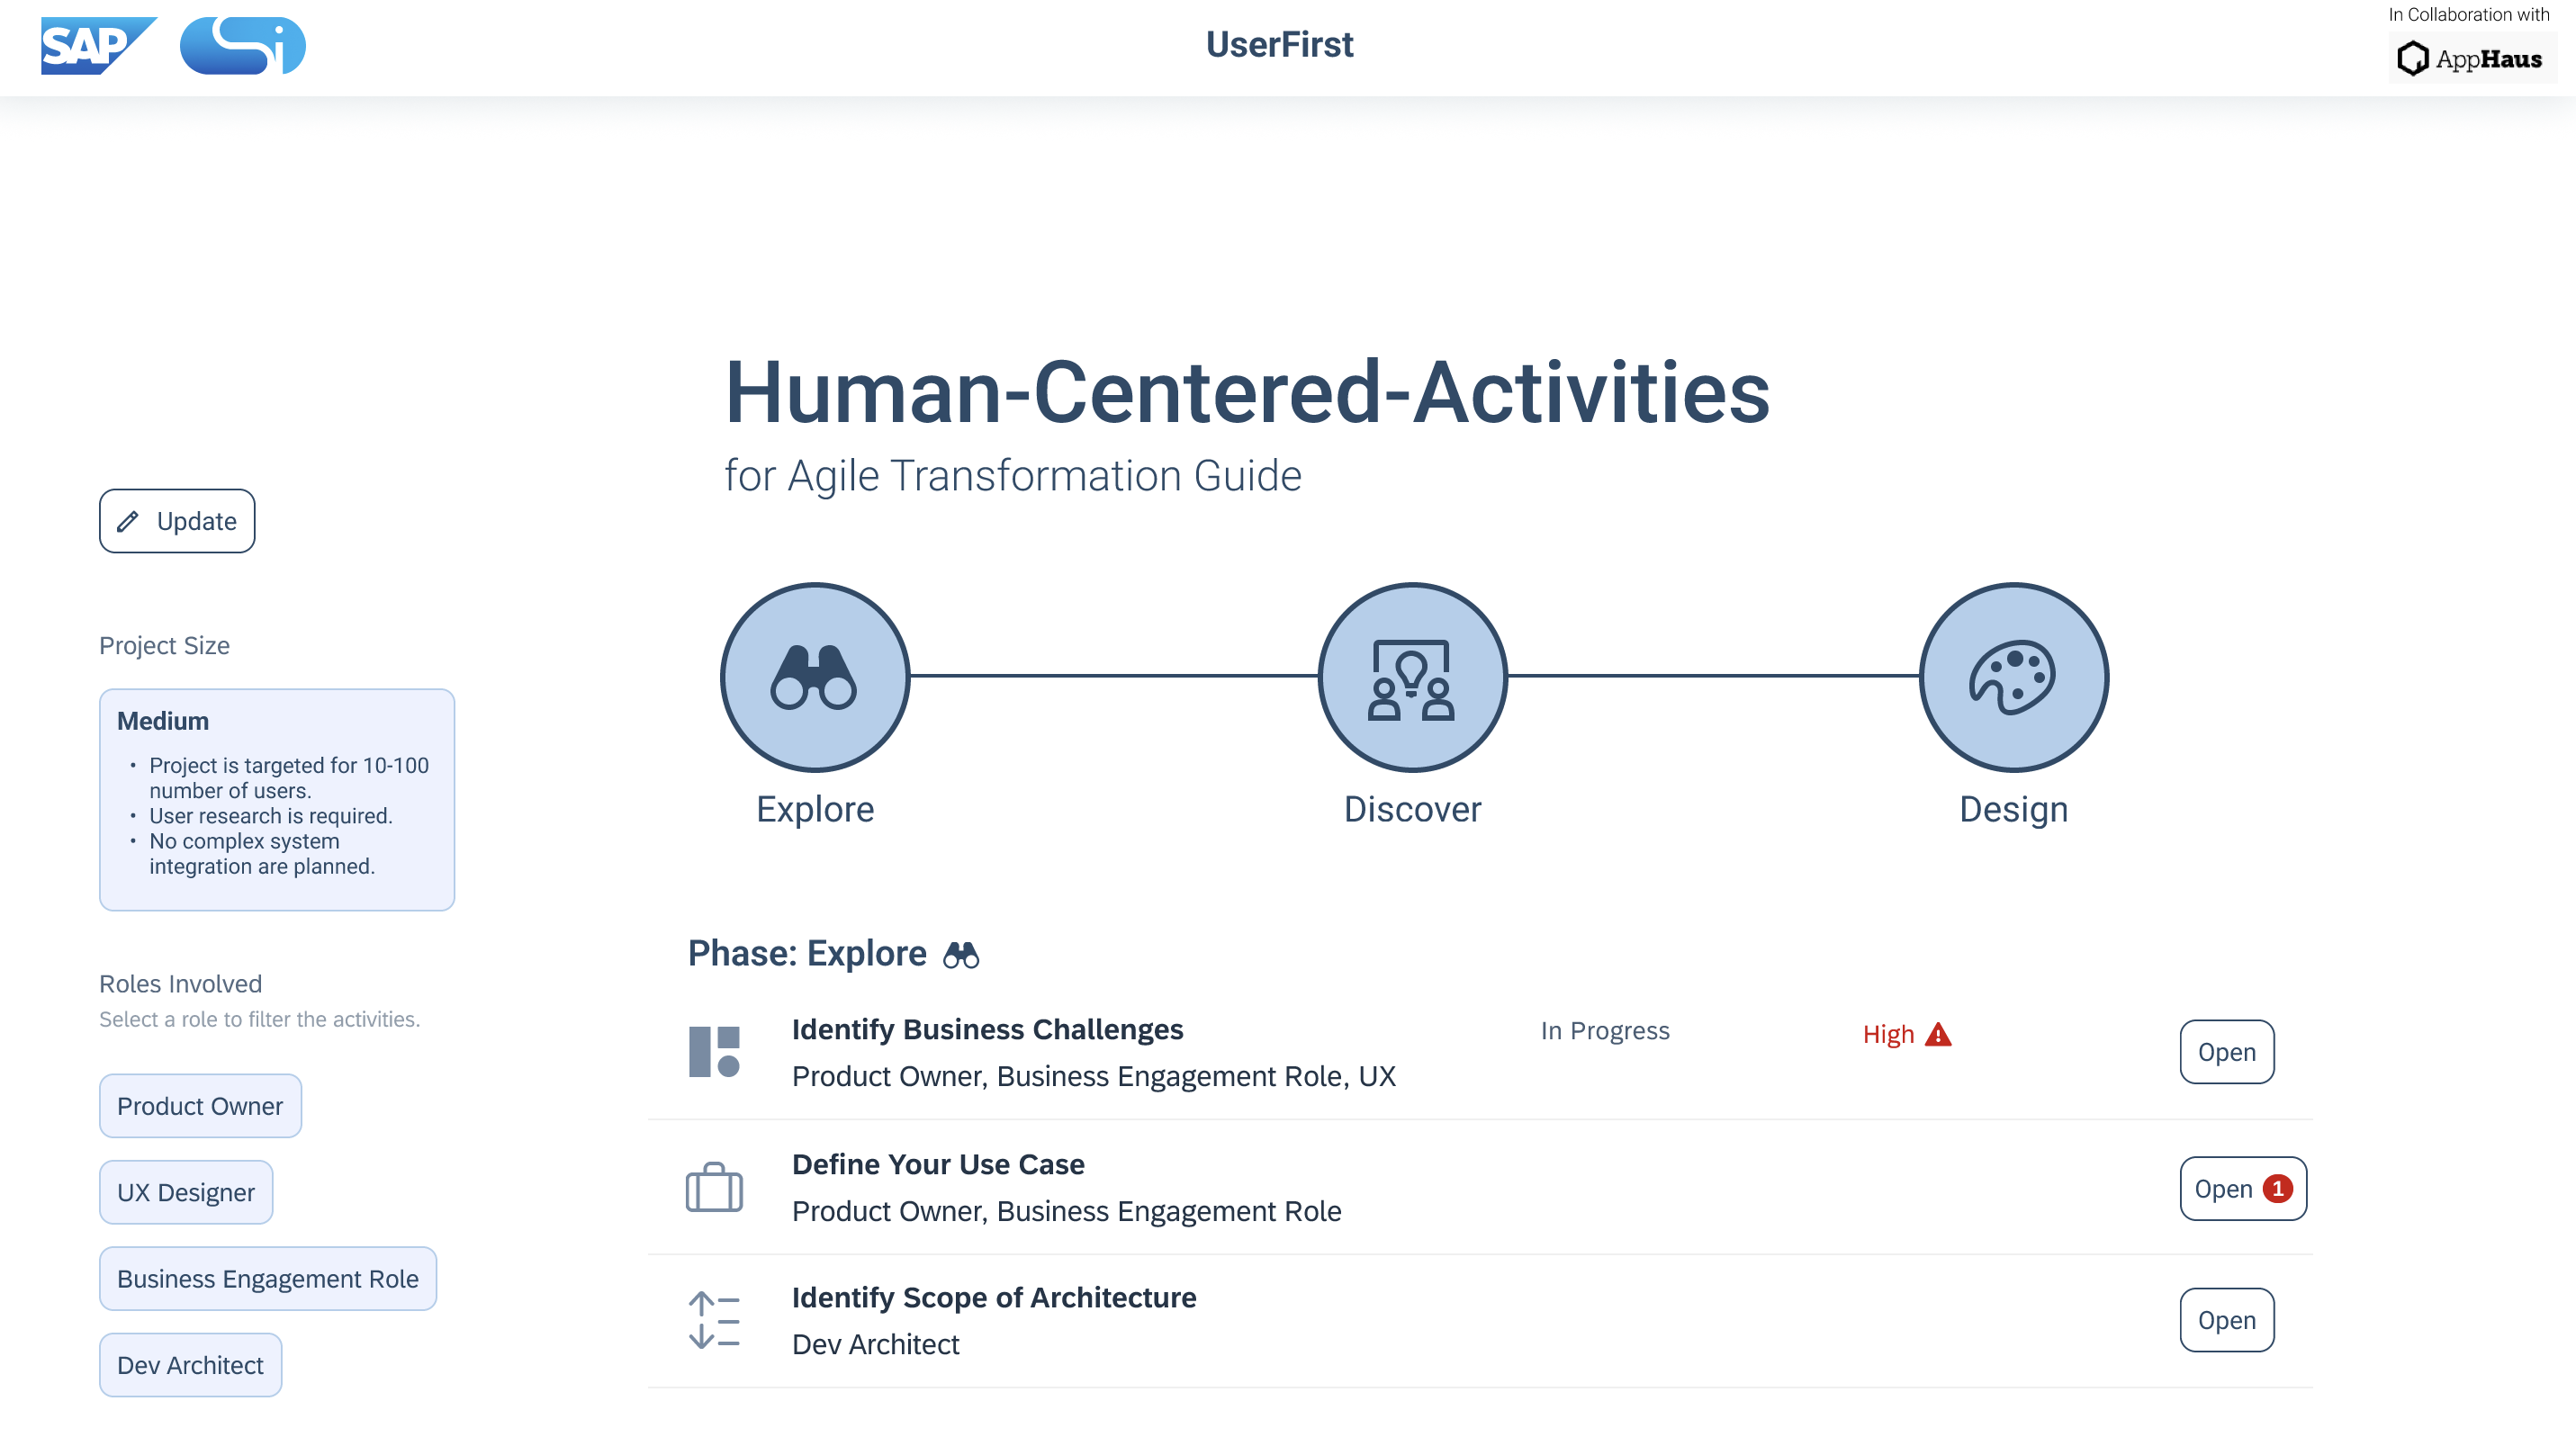 SAP
Si
UserFirst
In Collaboration with
AppHaus
Human-Centered-Activities
for Agile Transformation Guide
Update
Project Size
Medium
• Project is targeted for 10-100
number of users.
• User research is required.
• No complex system
integration are planned.
Roles Involved
Select a role to filter the activities.
Product Owner
UX Designer
Business Engagement Role
Dev Architect
Explore
Discover
Design
Phase: Explore
Identify Business Challenges
Product Owner, Business Engagement Role, UX
In Progress
High
Open
Define Your Use Case
Product Owner, Business Engagement Role
Open 1
Identify Scope of Architecture
Dev Architect
Open